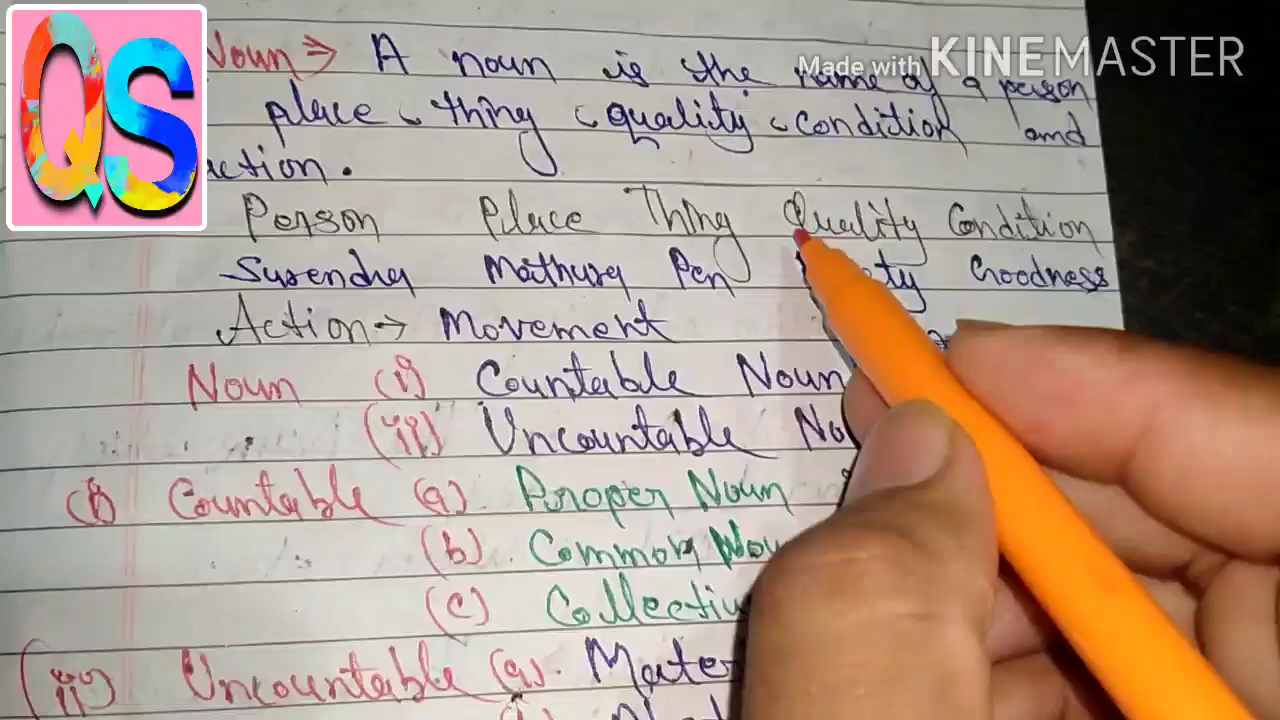 QS
Made with KINEMASTER
Noun ⇒ A noun is the name of a person
place, thing, quality, condition and
action.
Person Place Thing Quality Condition
Surendra Mathura Pen Goodness
Action → Movement
Noun (i) Countable Noun
(ii) Uncountable No
(i) Countable (a). Proper Noun
(b). Common Nou
(c) Collectiv
(ii) Uncountable (a). Mater